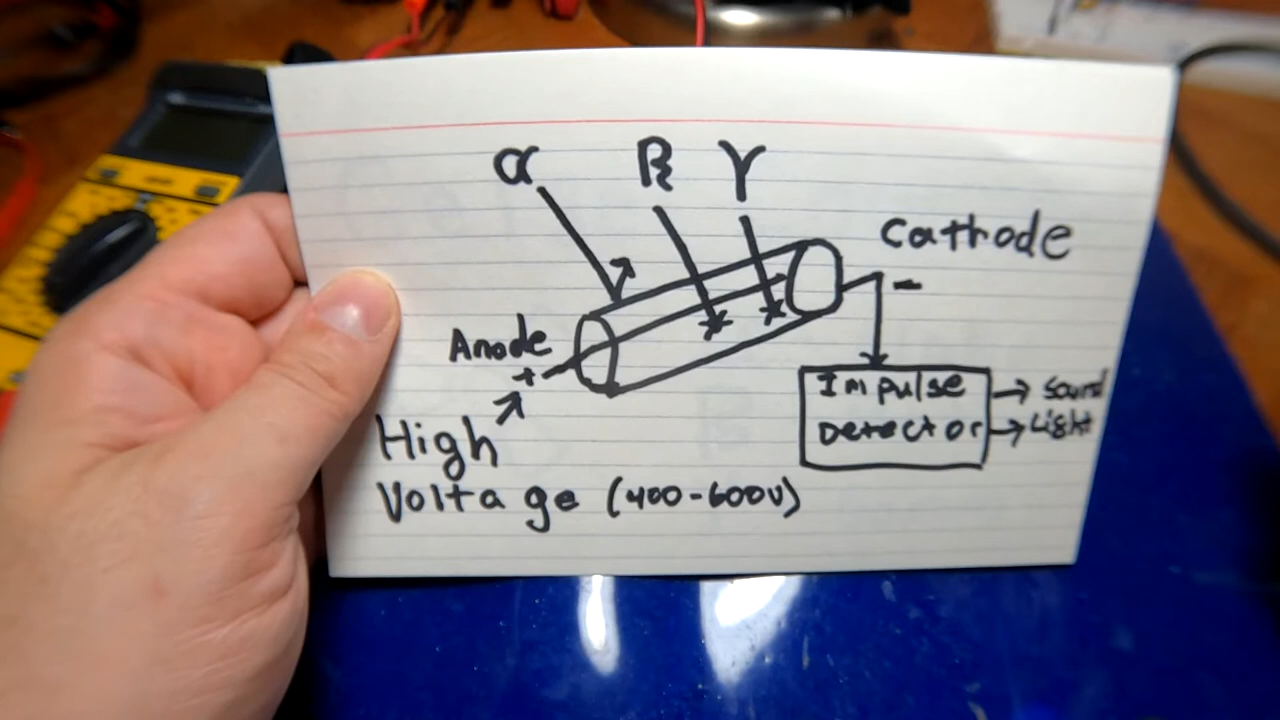 α β γ
Cathode
-
Anode
+
Impulse
Detector
→ Sound
→ Light
High
Voltage (400-600V)